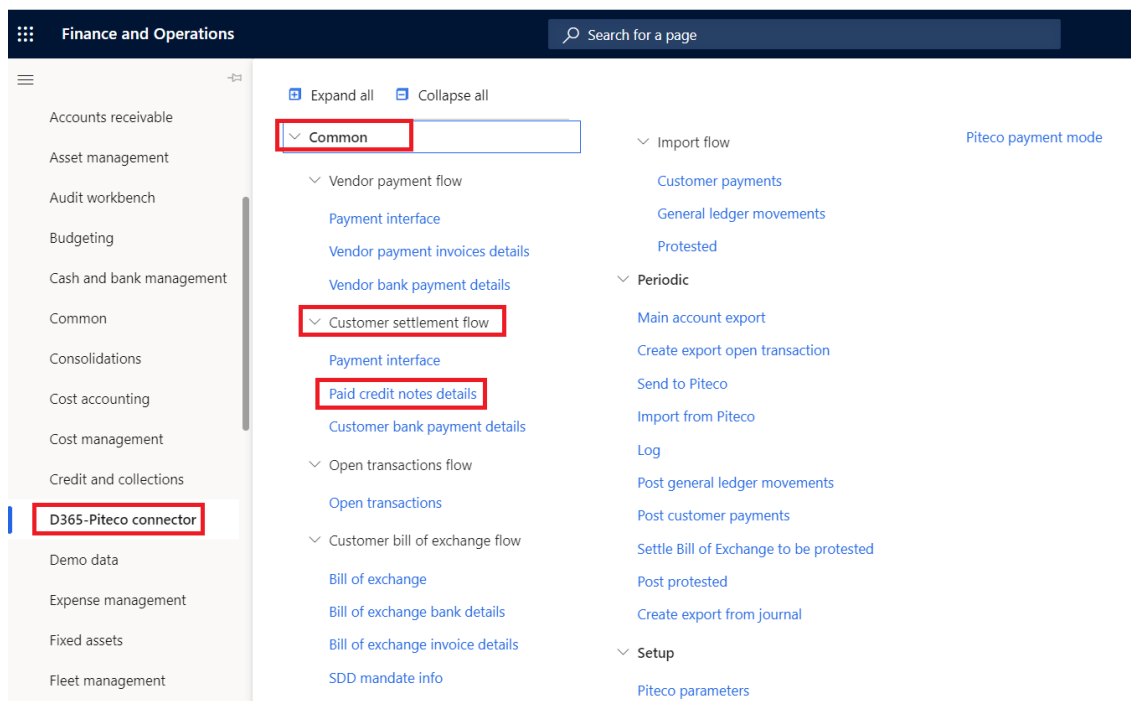 Finance and Operations
Search for a page
Accounts receivable
Asset management
Audit workbench
Budgeting
Cash and bank management
Common
Consolidations
Cost accounting
Cost management
Credit and collections
D365-Piteco connector
Demo data
Expense management
Fixed assets
Fleet management
Expand all
Collapse all
Common
Vendor payment flow
Payment interface
Vendor payment invoices details
Vendor bank payment details
Customer settlement flow
Payment interface
Paid credit notes details
Customer bank payment details
Open transactions flow
Open transactions
Customer bill of exchange flow
Bill of exchange
Bill of exchange bank details
Bill of exchange invoice details
SDD mandate info
Import flow
Customer payments
General ledger movements
Protested
Periodic
Main account export
Create export open transaction
Send to Piteco
Import from Piteco
Log
Post general ledger movements
Post customer payments
Settle Bill of Exchange to be protested
Post protested
Create export from journal
Setup
Piteco parameters
Piteco payment mode